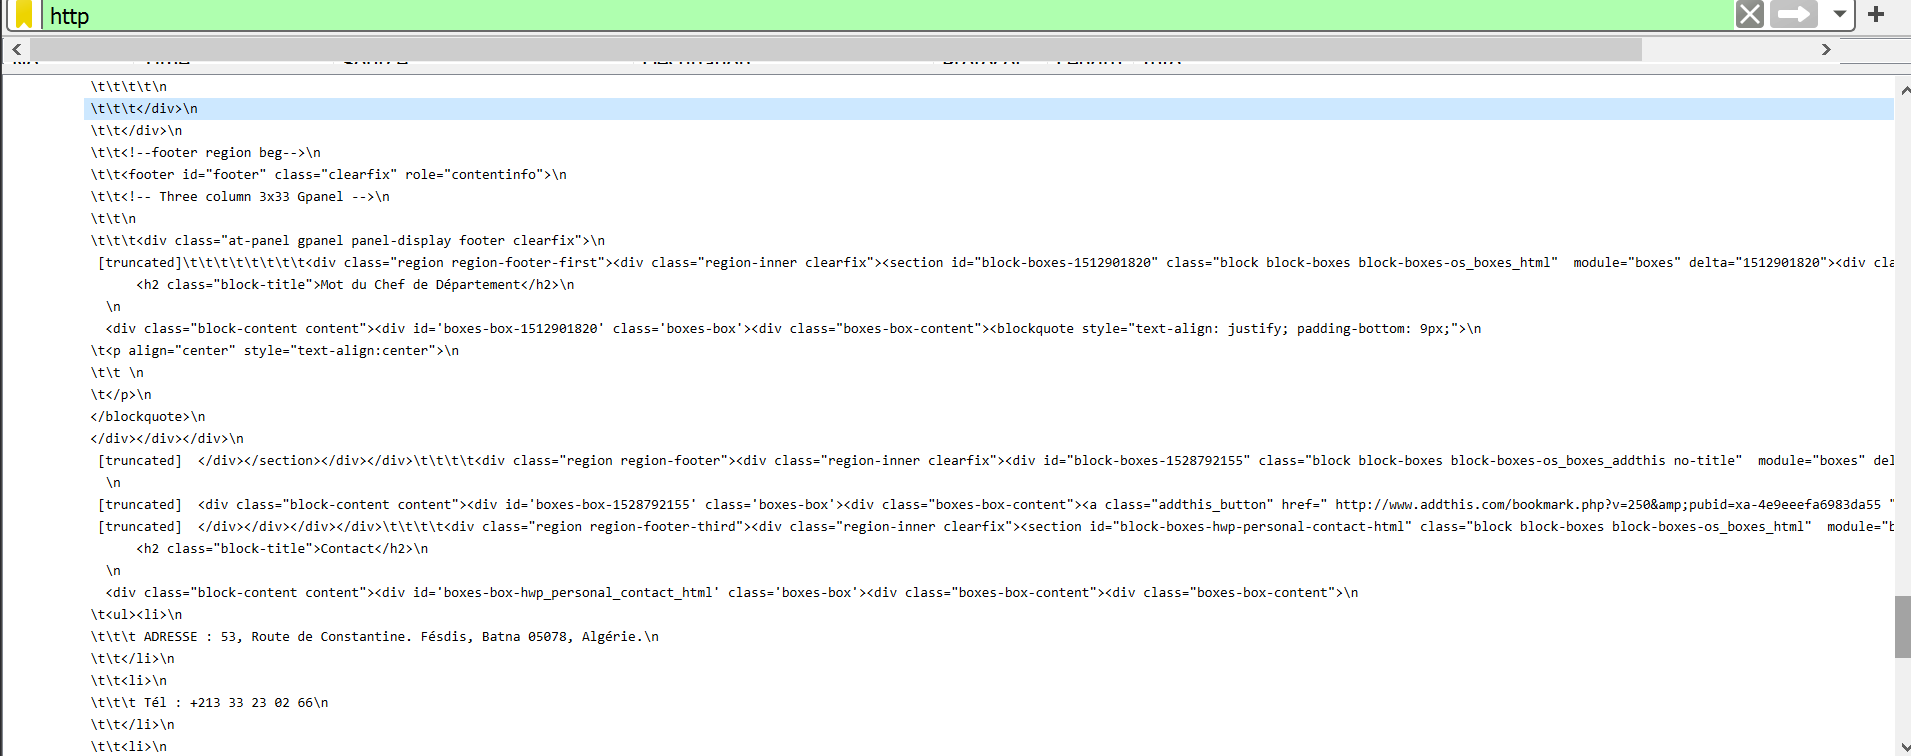 http
\t\t\t\t\n
\t\t\t</div>\n
\t\t</div>\n
\t\t<!--footer region beg-->\n
\t\t<footer id="footer" class="clearfix" role="contentinfo">\n
\t\t<!-- Three column 3x33 Gpanel -->\n
\t\t\n
\t\t\t<div class="at-panel gpanel panel-display footer clearfix">\n
[truncated]\t\t\t\t\t\t\t\t<div class="region region-footer-first"><div class="region-inner clearfix"><section id="block-boxes-1512901820" class="block block-boxes block-boxes-os_boxes_html"  module="boxes" delta="1512901820"><div cla
<h2 class="block-title">Mot du Chef de Département</h2>\n
\n
<div class="block-content content"><div id='boxes-box-1512901820' class='boxes-box'><div class="boxes-box-content"><blockquote style="text-align: justify; padding-bottom: 9px;">\n
\t<p align="center" style="text-align:center">\n
\t\t \n
\t</p>\n
</blockquote>\n
</div></div></div>\n
[truncated]  </div></section></div></div>\t\t\t\t<div class="region region-footer"><div class="region-inner clearfix"><div id="block-boxes-1528792155" class="block block-boxes block-boxes-os_boxes_addthis no-title"  module="boxes" del
\n
[truncated]  <div class="block-content content"><div id='boxes-box-1528792155' class='boxes-box'><div class="boxes-box-content"><a class="addthis_button" href=" http://www.addthis.com/bookmark.php?v=250&amp;pubid=xa-4e9eeefa6983da55 "
[truncated]  </div></div></div></div>\t\t\t\t<div class="region region-footer-third"><div class="region-inner clearfix"><section id="block-boxes-hwp-personal-contact-html" class="block block-boxes block-boxes-os_boxes_html"  module="b
<h2 class="block-title">Contact</h2>\n
\n
<div class="block-content content"><div id='boxes-box-hwp_personal_contact_html' class='boxes-box'><div class="boxes-box-content"><div class="boxes-box-content">\n
\t<ul><li>\n
\t\t\t ADRESSE : 53, Route de Constantine. Fésdis, Batna 05078, Algérie.\n
\t\t</li>\n
\t\t<li>\n
\t\t\t Tél : +213 33 23 02 66\n
\t\t</li>\n
\t\t<li>\n